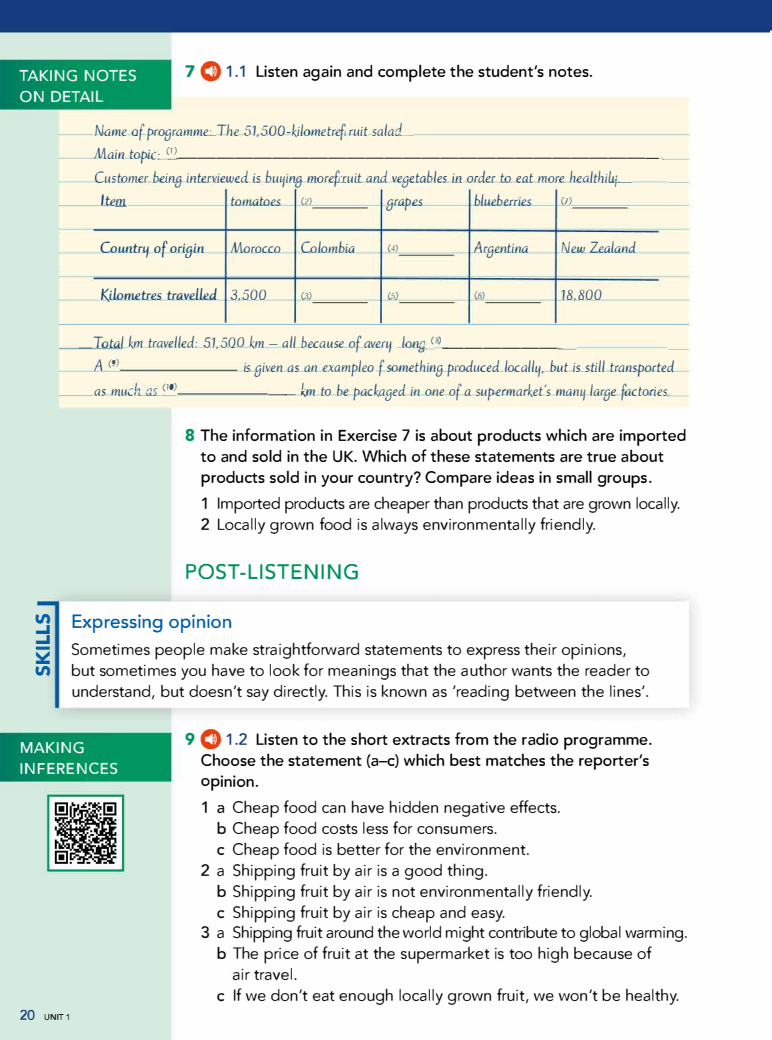 TAKING NOTES
ON DETAIL
7 1.1 Listen again and complete the student's notes.
Name of programme: The 51,500-kilometrefi ruit salad
Main topic: (1)
Customer being interviewed is buying morefruit and vegetables in order to eat more healthily.
Item tomatoes (2) grapes blueberries (7)
Country of origin Morocco Colombia (4) Argentina New Zealand
Kilometres travelled 3,500 (3) (5) (6) 18,800
Total km travelled: 51,500 km – all because of avery long (8)
A (9) is given as an exampleo f something produced locally, but is still transported
as much as (10) km to be packaged in one of a supermarket's many large factories.
8 The information in Exercise 7 is about products which are imported
to and sold in the UK. Which of these statements are true about
products sold in your country? Compare ideas in small groups.
1 Imported products are cheaper than products that are grown locally.
2 Locally grown food is always environmentally friendly.
POST-LISTENING
SKILLS
Expressing opinion
Sometimes people make straightforward statements to express their opinions,
but sometimes you have to look for meanings that the author wants the reader to
understand, but doesn't say directly. This is known as 'reading between the lines'.
MAKING
INFERENCES
9 1.2 Listen to the short extracts from the radio programme.
Choose the statement (a–c) which best matches the reporter's
opinion.
1 a Cheap food can have hidden negative effects.
b Cheap food costs less for consumers.
c Cheap food is better for the environment.
2 a Shipping fruit by air is a good thing.
b Shipping fruit by air is not environmentally friendly.
c Shipping fruit by air is cheap and easy.
3 a Shipping fruit around the world might contribute to global warming.
b The price of fruit at the supermarket is too high because of
air travel.
c If we don't eat enough locally grown fruit, we won't be healthy.
20 UNIT 1